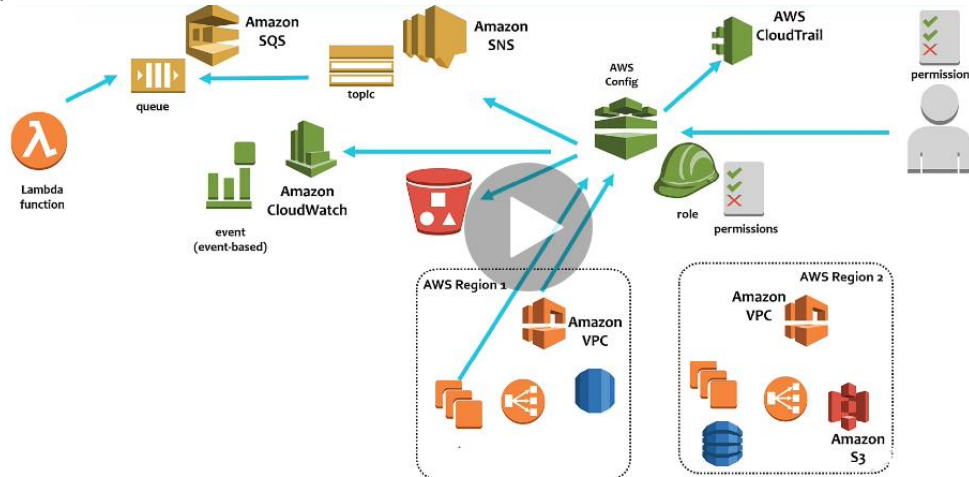 Amazon
SQS
Amazon
SNS
AWS
CloudTrail
AWS
Config
permission
topic
queue
Lambda
function
Amazon
CloudWatch
event
(event-based)
role
permissions
AWS Region 1
Amazon
VPC
AWS Region 2
Amazon
VPC
Amazon
S3